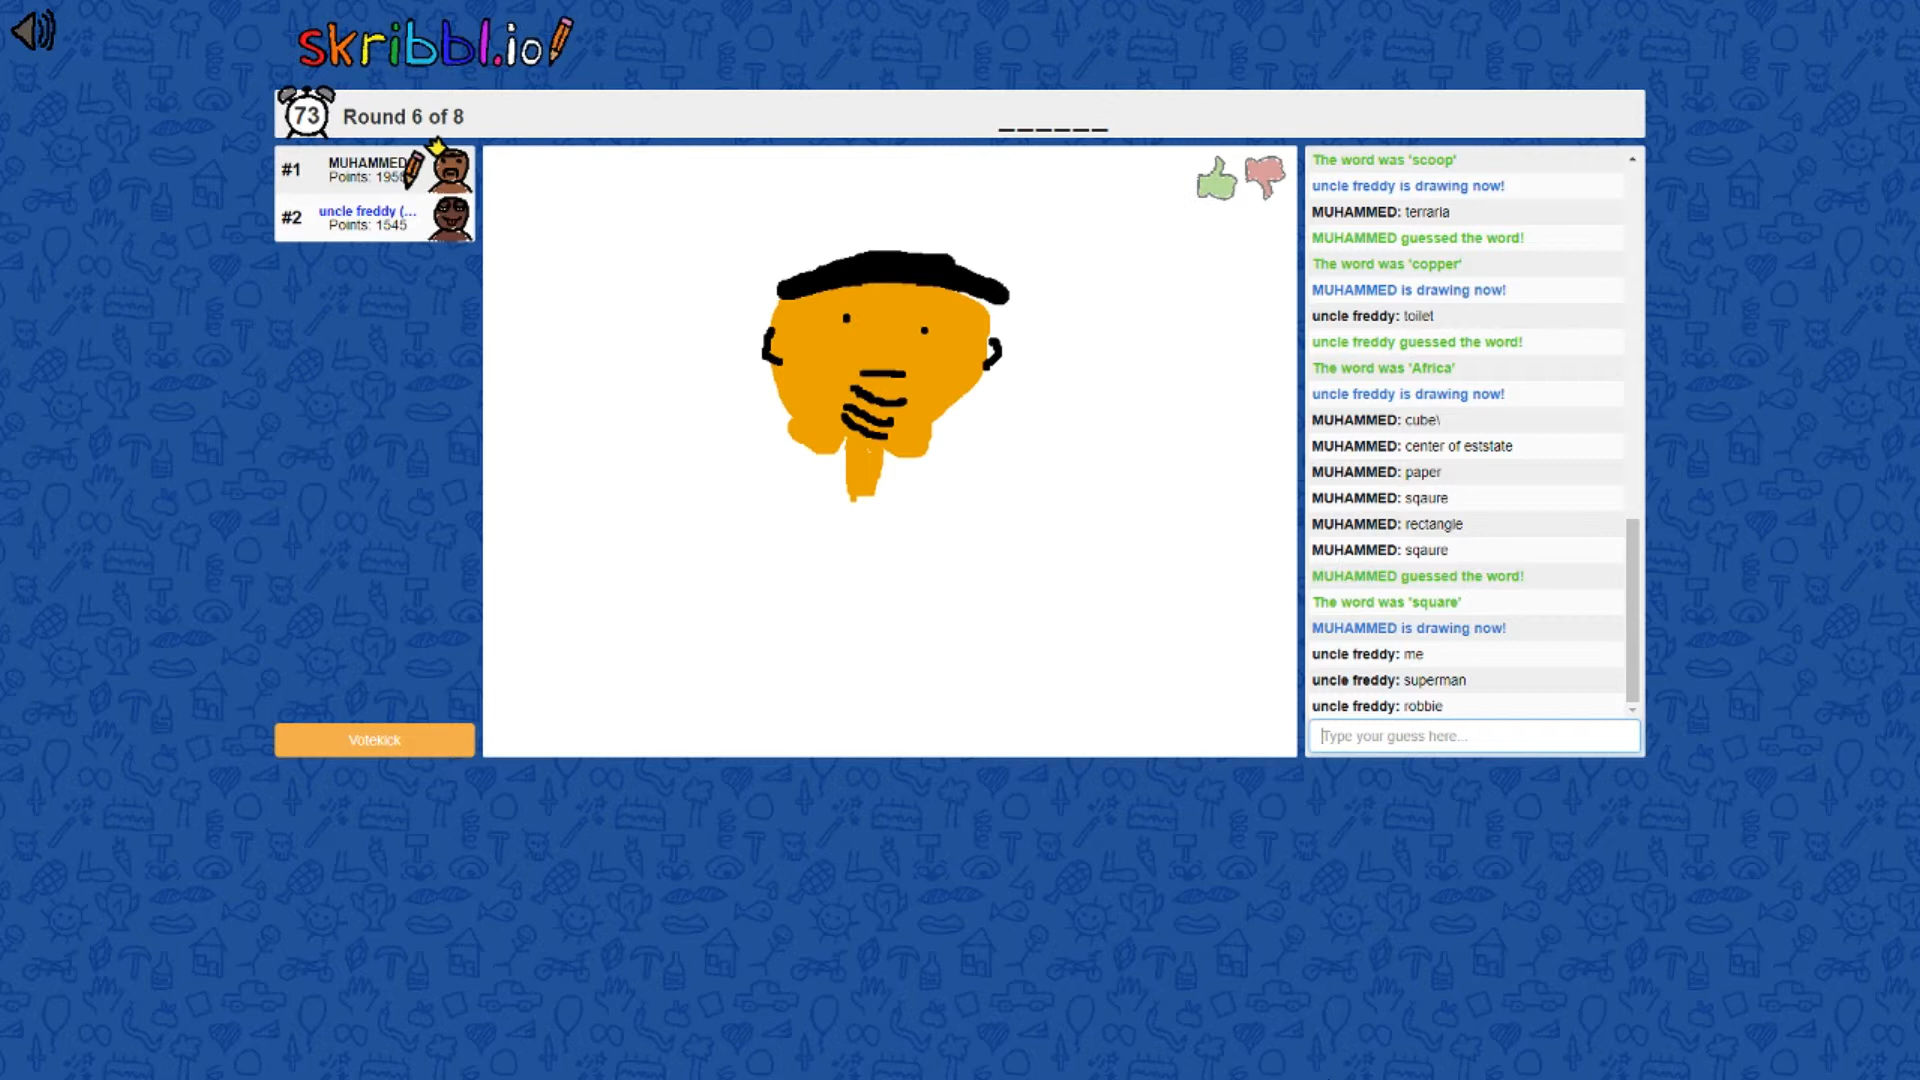 skribbl.io
73
Round 6 of 8
______
#1
MUHAMMED
Points: 195
#2
uncle freddy (...
Points: 1545
Votekick
The word was 'scoop'
uncle freddy is drawing now!
MUHAMMED: terraria
MUHAMMED guessed the word!
The word was 'copper'
MUHAMMED is drawing now!
uncle freddy: toilet
uncle freddy guessed the word!
The word was 'Africa'
uncle freddy is drawing now!
MUHAMMED: cube\
MUHAMMED: center of eststate
MUHAMMED: paper
MUHAMMED: sqaure
MUHAMMED: rectangle
MUHAMMED: sqaure
MUHAMMED guessed the word!
The word was 'square'
MUHAMMED is drawing now!
uncle freddy: me
uncle freddy: superman
uncle freddy: robbie
Type your guess here...